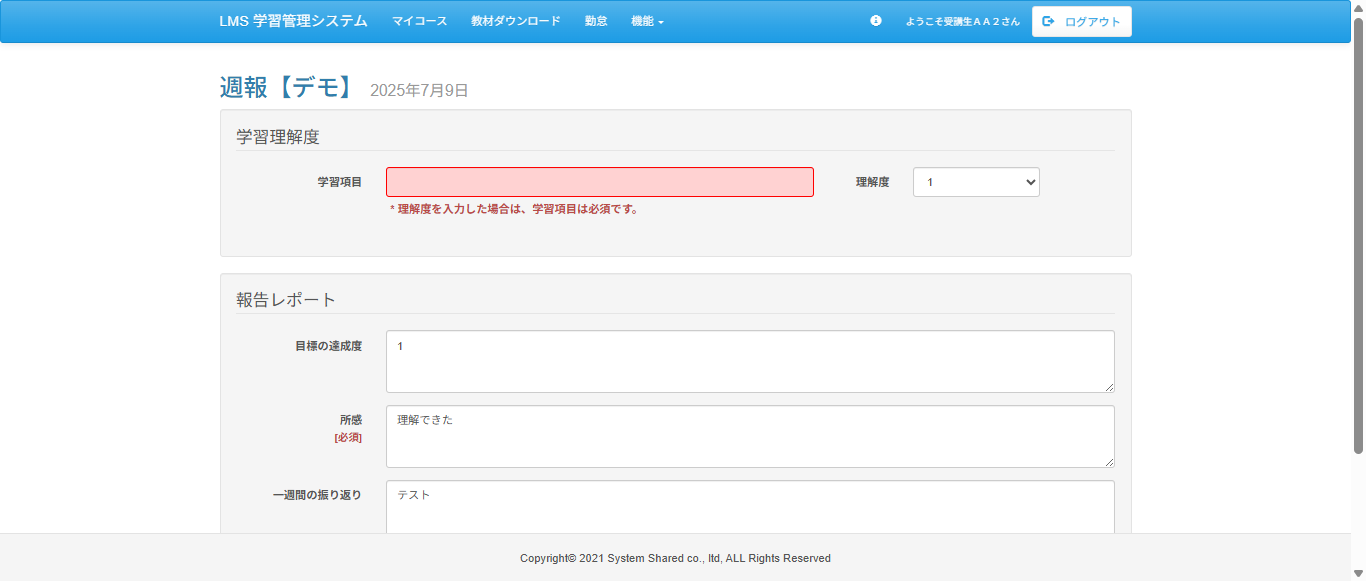 LMS 学習管理システム マイコース 教材ダウンロード 勤怠 機能 ようこそ受講生ＡＡ２さん ログアウト
週報【デモ】 2025年7月9日
学習理解度
学習項目 理解度 1
* 理解度を入力した場合は、学習項目は必須です。
報告レポート
目標の達成度 1
所感 理解できた
[必須]
一週間の振り返り テスト
Copyright© 2021 System Shared co., ltd, ALL Rights Reserved